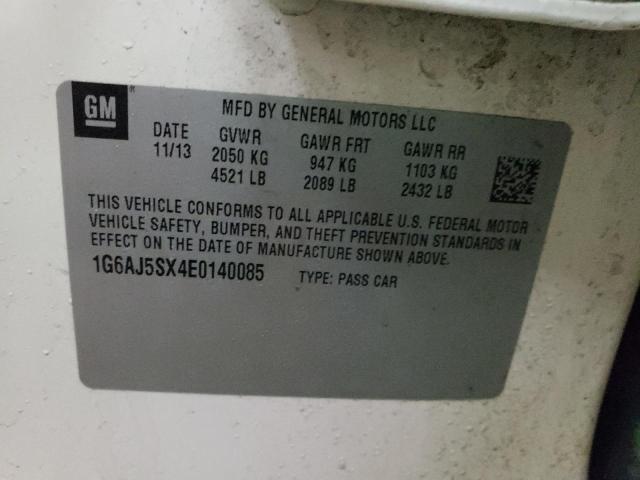 GM
MFD BY GENERAL MOTORS LLC
DATE GVWR GAWR FRT GAWR RR
11/13 2050 KG 947 KG 1103 KG
4521 LB 2089 LB 2432 LB
THIS VEHICLE CONFORMS TO ALL APPLICABLE U.S. FEDERAL MOTOR
VEHICLE SAFETY, BUMPER, AND THEFT PREVENTION STANDARDS IN
EFFECT ON THE DATE OF MANUFACTURE SHOWN ABOVE.
1G6AJ5SX4E0140085 TYPE: PASS CAR